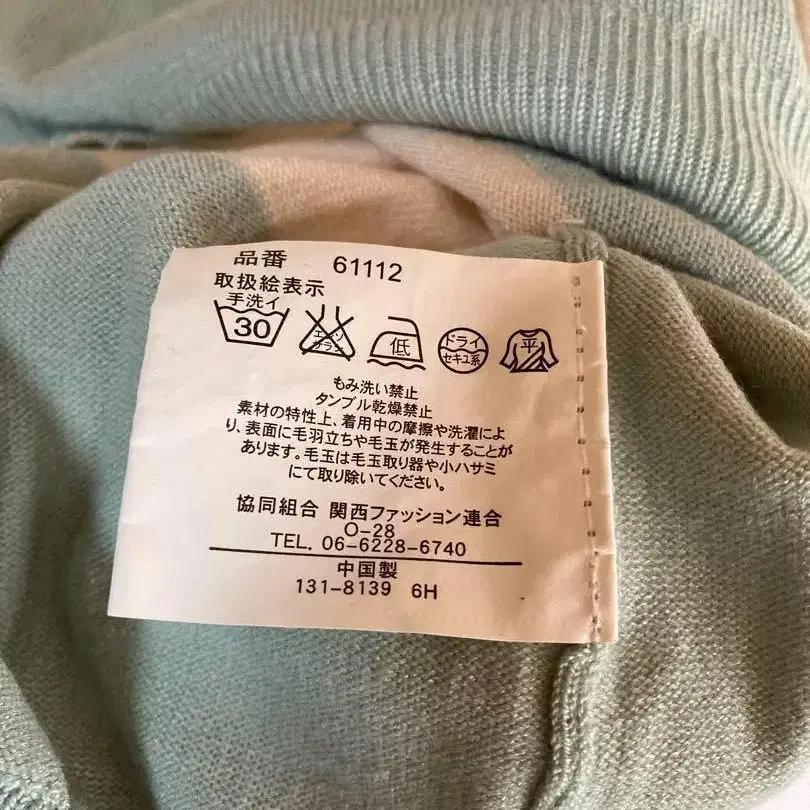 品番 61112
取扱絵表示
手洗イ
30
エンソ
サラシ
低
ドライ
セキユ系
平
もみ洗い禁止
タンブル乾燥禁止
素材の特性上、着用中の摩擦や洗濯によ
り、表面に毛羽立ちや毛玉が発生することが
あります。毛玉は毛玉取り器や小ハサミ
にて取り除いてください。
協同組合 関西ファッション連合
O-28
TEL. 06-6228-6740
中国製
131-8139 6H